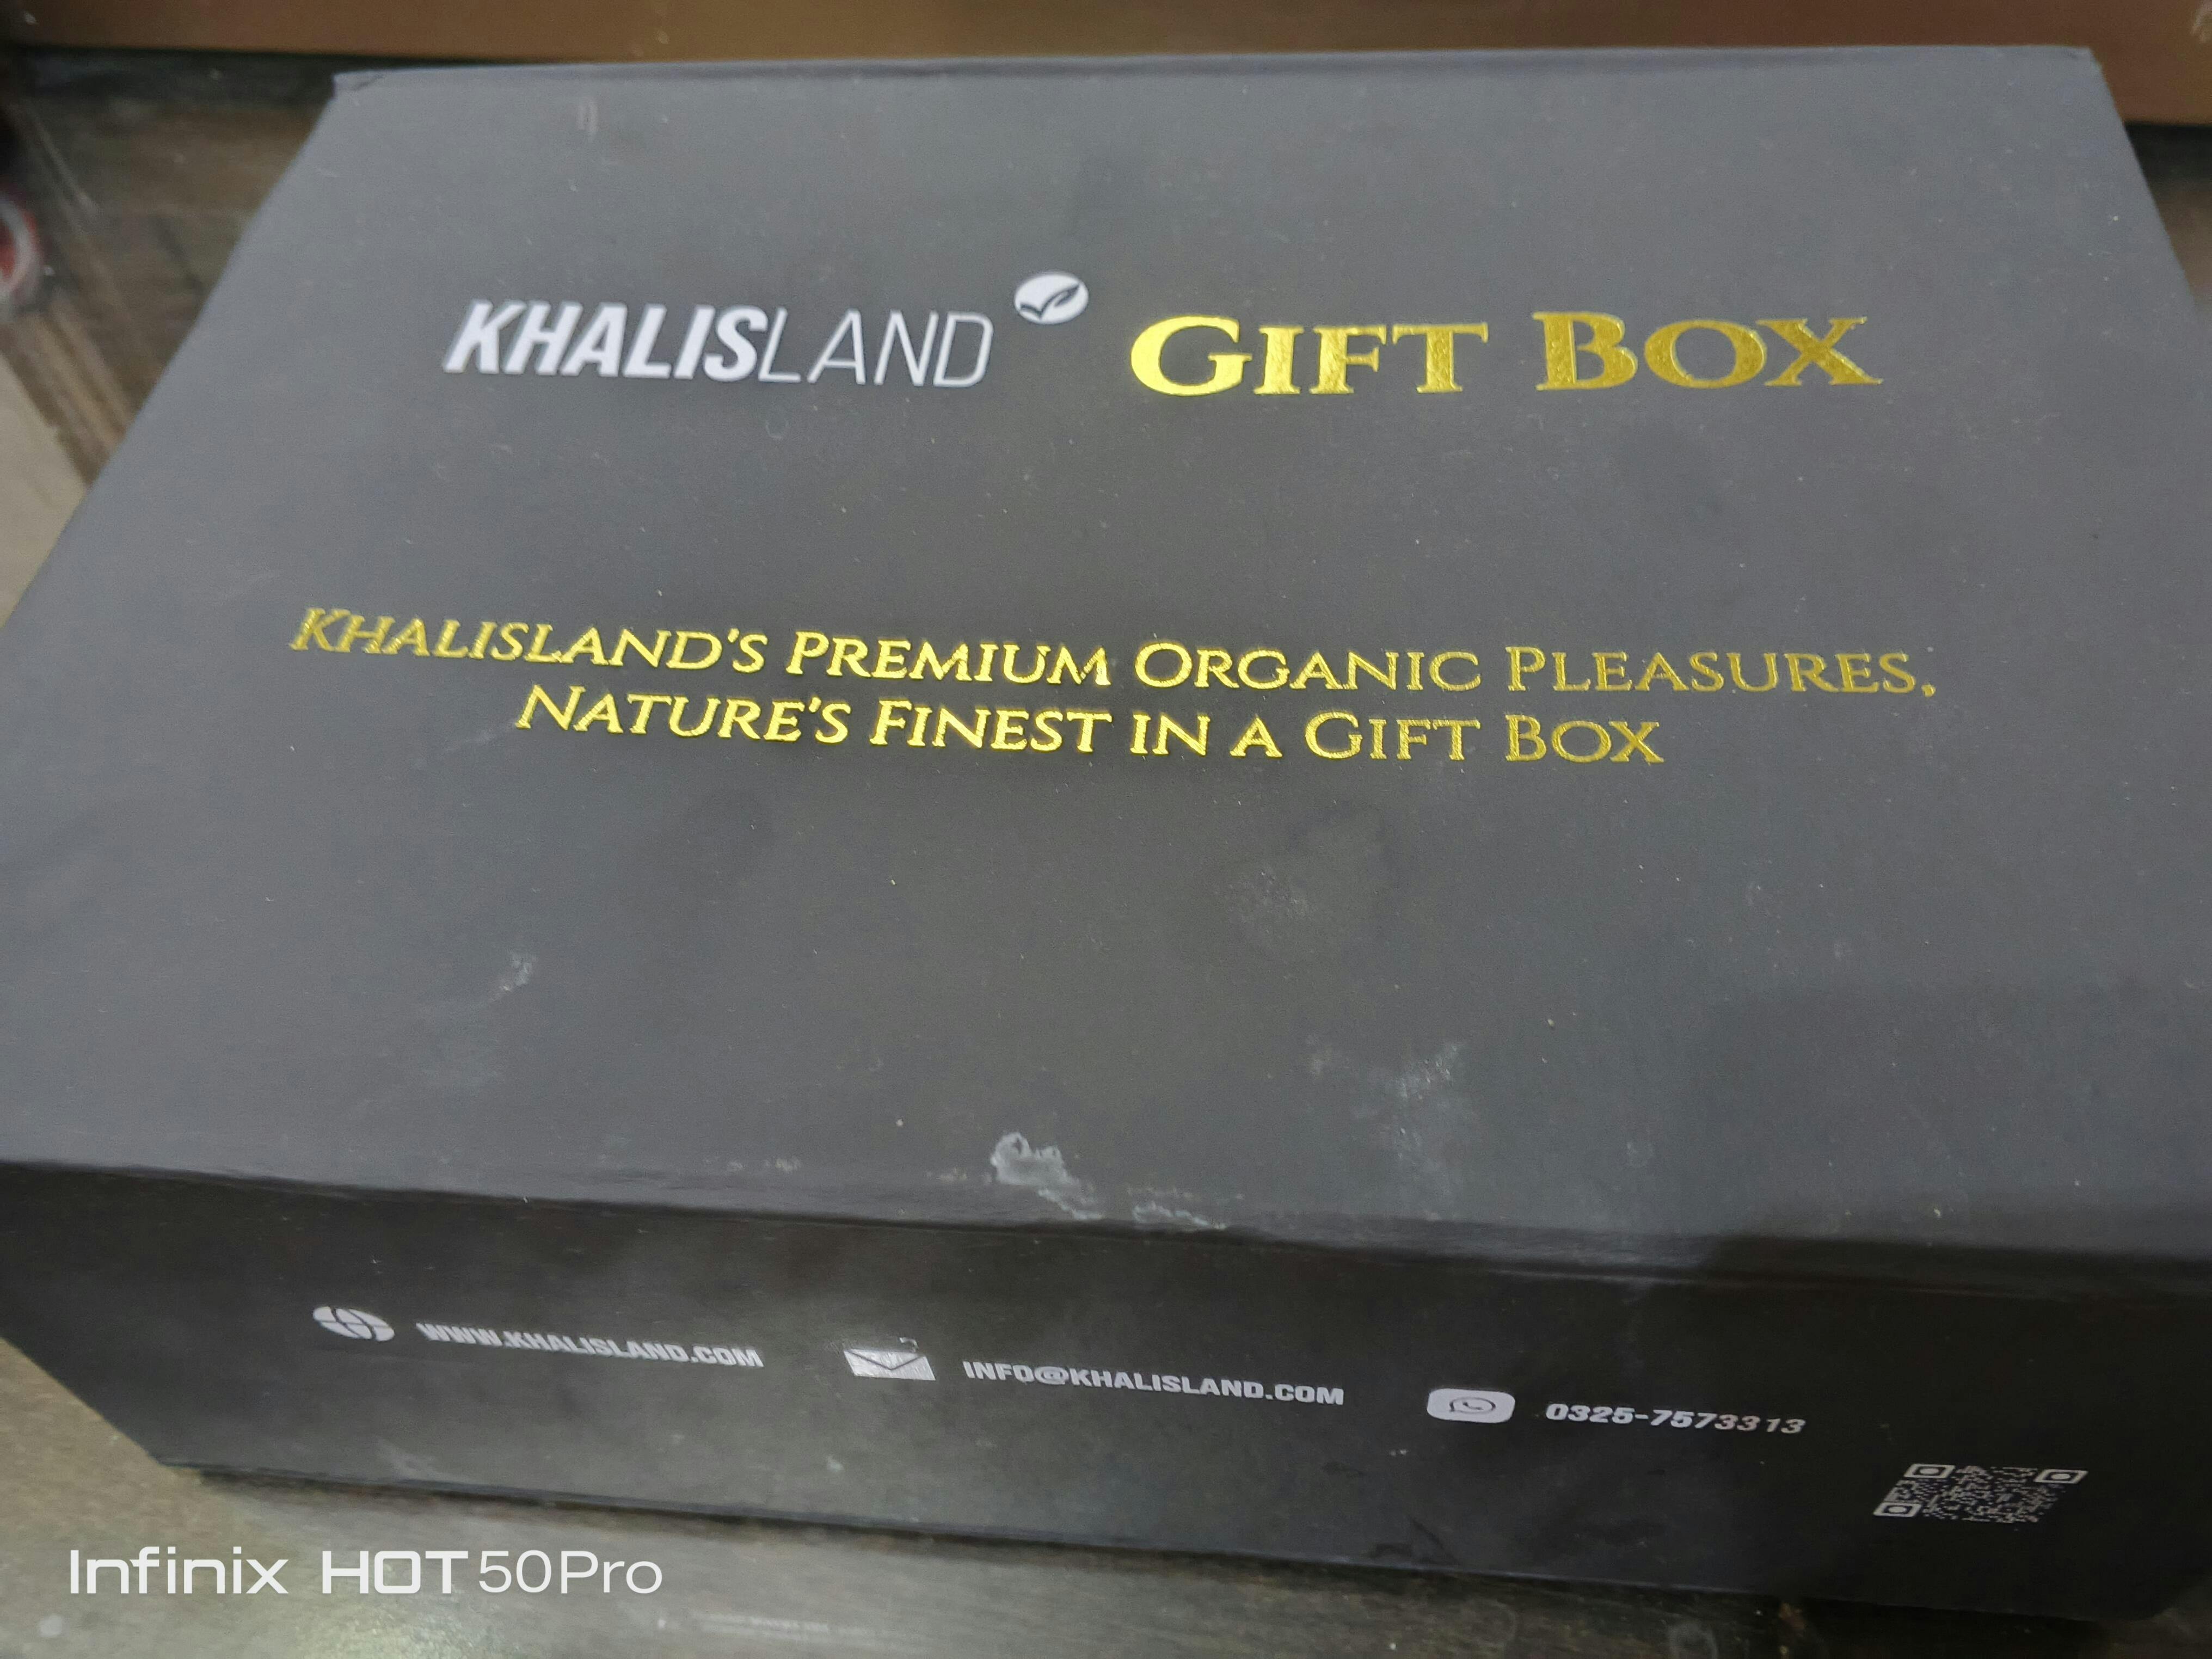 KHALISLAND GIFT BOX
KHALISLAND'S PREMIUM ORGANIC PLEASURES,
NATURE'S FINEST IN A GIFT BOX
WWW.KHALISLAND.COM INFO@KHALISLAND.COM 0325-7573313
Infinix HOT 50Pro